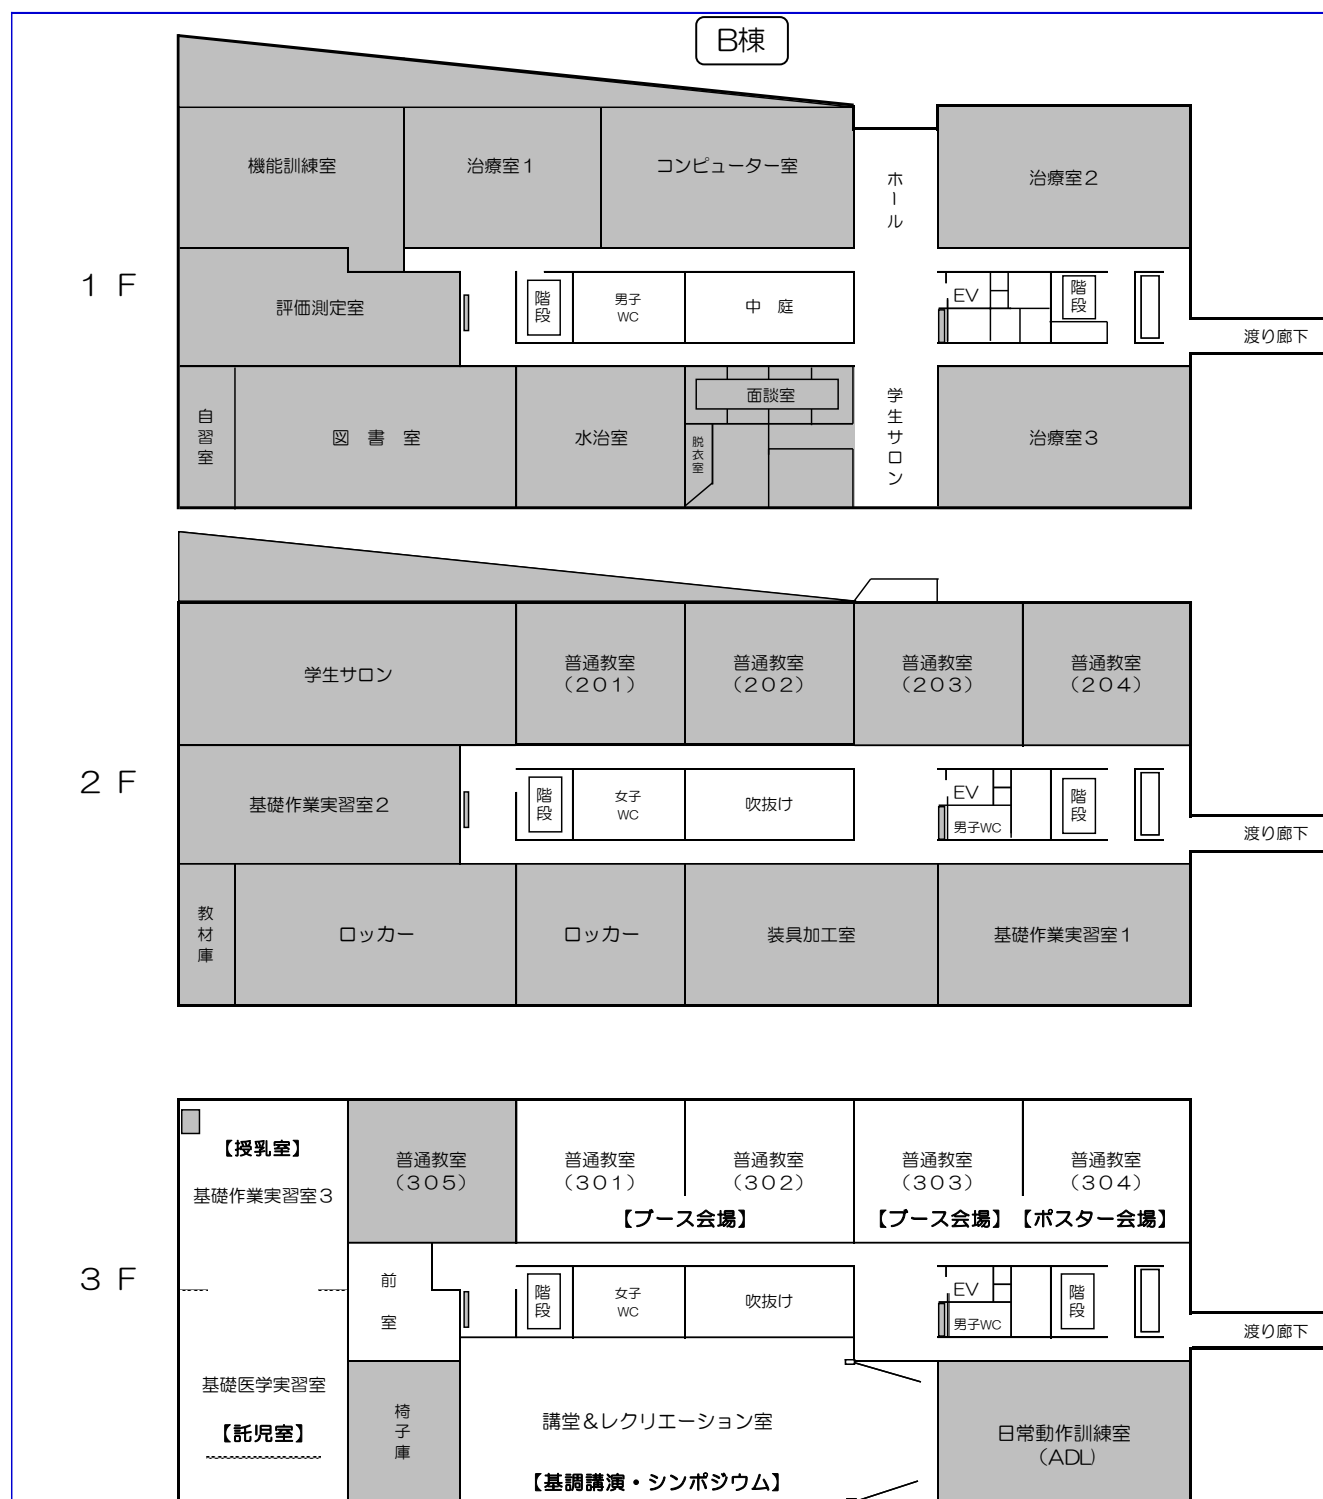 B棟
機能訓練室
治療室1
コンピューター室
ホール
治療室2
1 F
評価測定室
階段
男子
WC
中 庭
EV
階段
渡り廊下
自習室
図 書 室
水治室
面談室
脱衣室
学生サロン
治療室3
学生サロン
普通教室
(201)
普通教室
(202)
普通教室
(203)
普通教室
(204)
2 F
基礎作業実習室2
階段
女子
WC
吹抜け
EV
男子WC
階段
渡り廊下
教材庫
ロッカー
ロッカー
装具加工室
基礎作業実習室1
【授乳室】
基礎作業実習室3
普通教室
(305)
普通教室
(301)
普通教室
(302)
【ブース会場】
普通教室
(303)
【ブース会場】
普通教室
(304)
【ポスター会場】
3 F
前室
階段
女子
WC
吹抜け
EV
男子WC
階段
渡り廊下
基礎医学実習室
【託児室】
椅子庫
講堂&レクリエーション室
【基調講演・シンポジウム】
日常動作訓練室
(ADL)